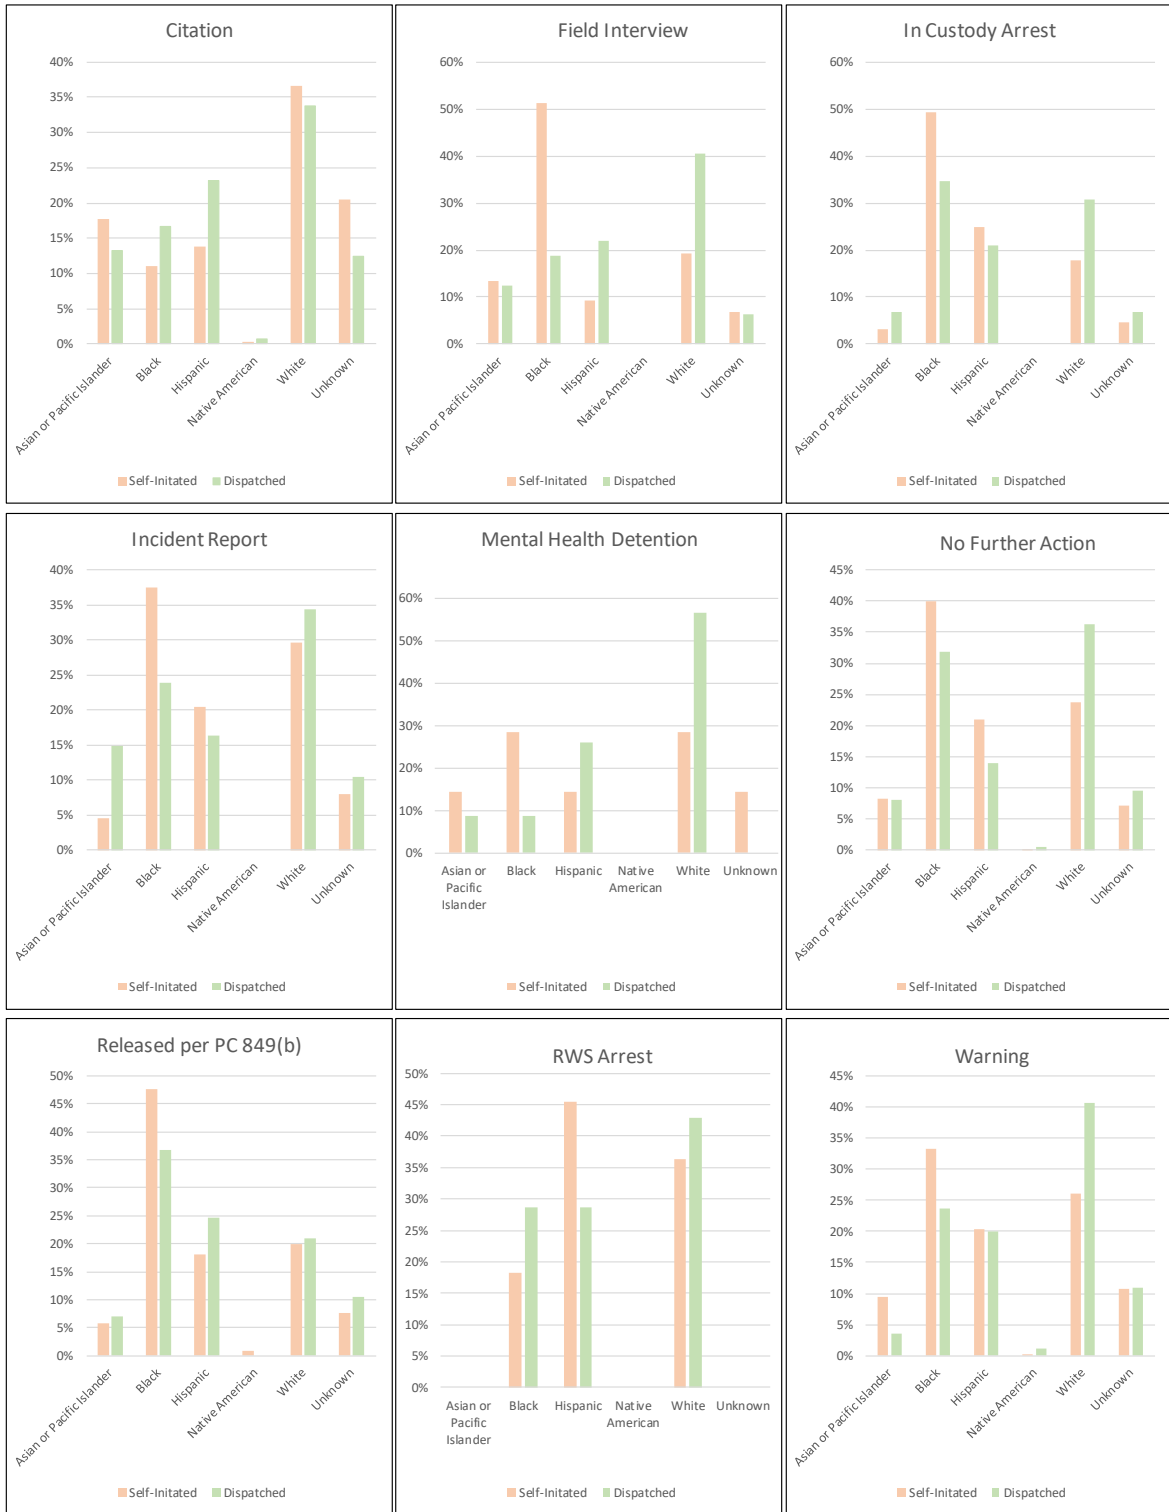 Citation
40%
35%
30%
25%
20%
15%
10%
5%
0%
Asian or Pacific Islander
Black
Hispanic
Native American
White
Unknown
Self-Initated Dispatched
Field Interview
60%
50%
40%
30%
20%
10%
0%
Asian or Pacific Islander
Black
Hispanic
Native American
White
Unknown
Self-Initated Dispatched
In Custody Arrest
60%
50%
40%
30%
20%
10%
0%
Asian or Pacific Islander
Black
Hispanic
Native American
White
Unknown
Self-Initated Dispatched
Incident Report
40%
35%
30%
25%
20%
15%
10%
5%
0%
Asian or Pacific Islander
Black
Hispanic
Native American
White
Unknown
Self-Initated Dispatched
Mental Health Detention
60%
50%
40%
30%
20%
10%
0%
Asian or Black Hispanic Native White Unknown
Pacific American
Islander
Self-Initated Dispatched
No Further Action
45%
40%
35%
30%
25%
20%
15%
10%
5%
0%
Asian or Pacific Islander
Black
Hispanic
Native American
White
Unknown
Self-Initated Dispatched
Released per PC 849(b)
50%
45%
40%
35%
30%
25%
20%
15%
10%
5%
0%
Asian or Pacific Islander
Black
Hispanic
Native American
White
Unknown
Self-Initated Dispatched
RWS Arrest
50%
45%
40%
35%
30%
25%
20%
15%
10%
5%
0%
Asian or Black Hispanic Native White Unknown
Pacific American
Islander
Self-Initated Dispatched
Warning
45%
40%
35%
30%
25%
20%
15%
10%
5%
0%
Asian or Pacific Islander
Black
Hispanic
Native American
White
Unknown
Self-Initated Dispatched